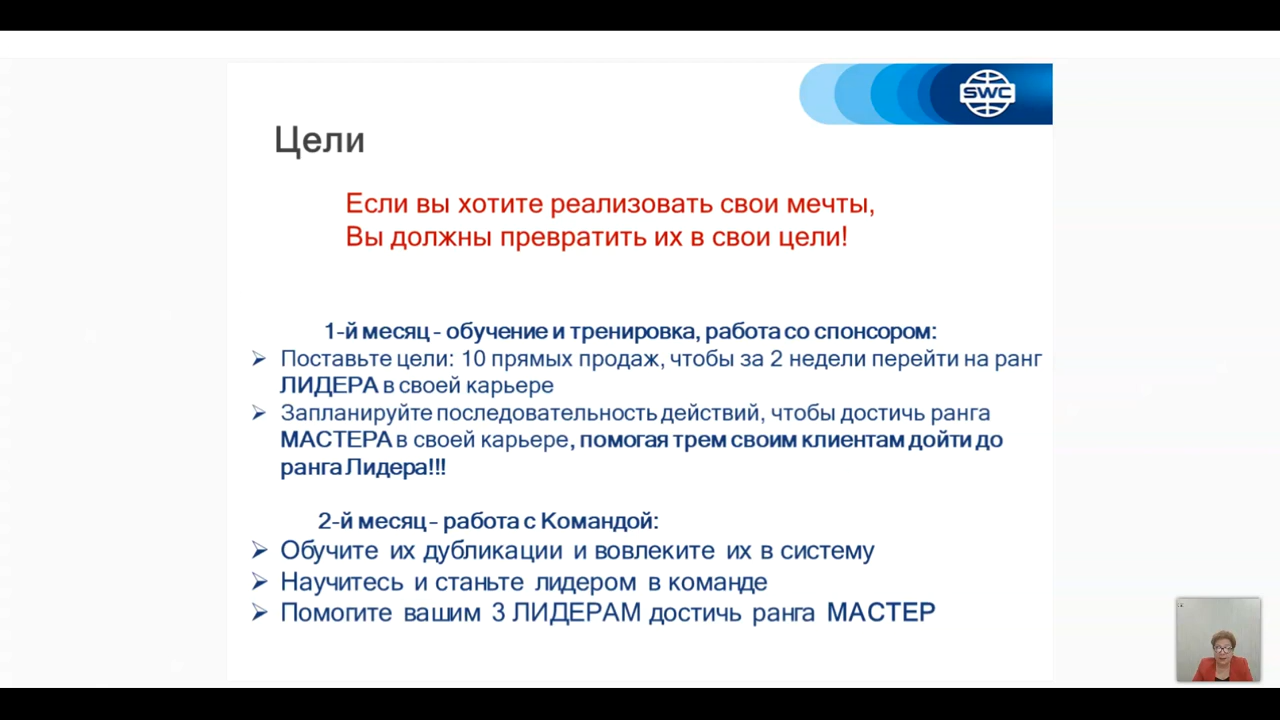 SWC
Цели
Если вы хотите реализовать свои мечты,
Вы должны превратить их в свои цели!
1-й месяц - обучение и тренировка, работа со спонсором:
➢ Поставьте цели: 10 прямых продаж, чтобы за 2 недели перейти на ранг
ЛИДЕРА в своей карьере
➢ Запланируйте последовательность действий, чтобы достичь ранга
МАСТЕРА в своей карьере, помогая трем своим клиентам дойти до
ранга Лидера!!!
2-й месяц - работа с Командой:
➢ Обучите их дубликации и вовлеките их в систему
➢ Научитесь и станьте лидером в команде
➢ Помогите вашим 3 ЛИДЕРАМ достичь ранга МАСТЕР